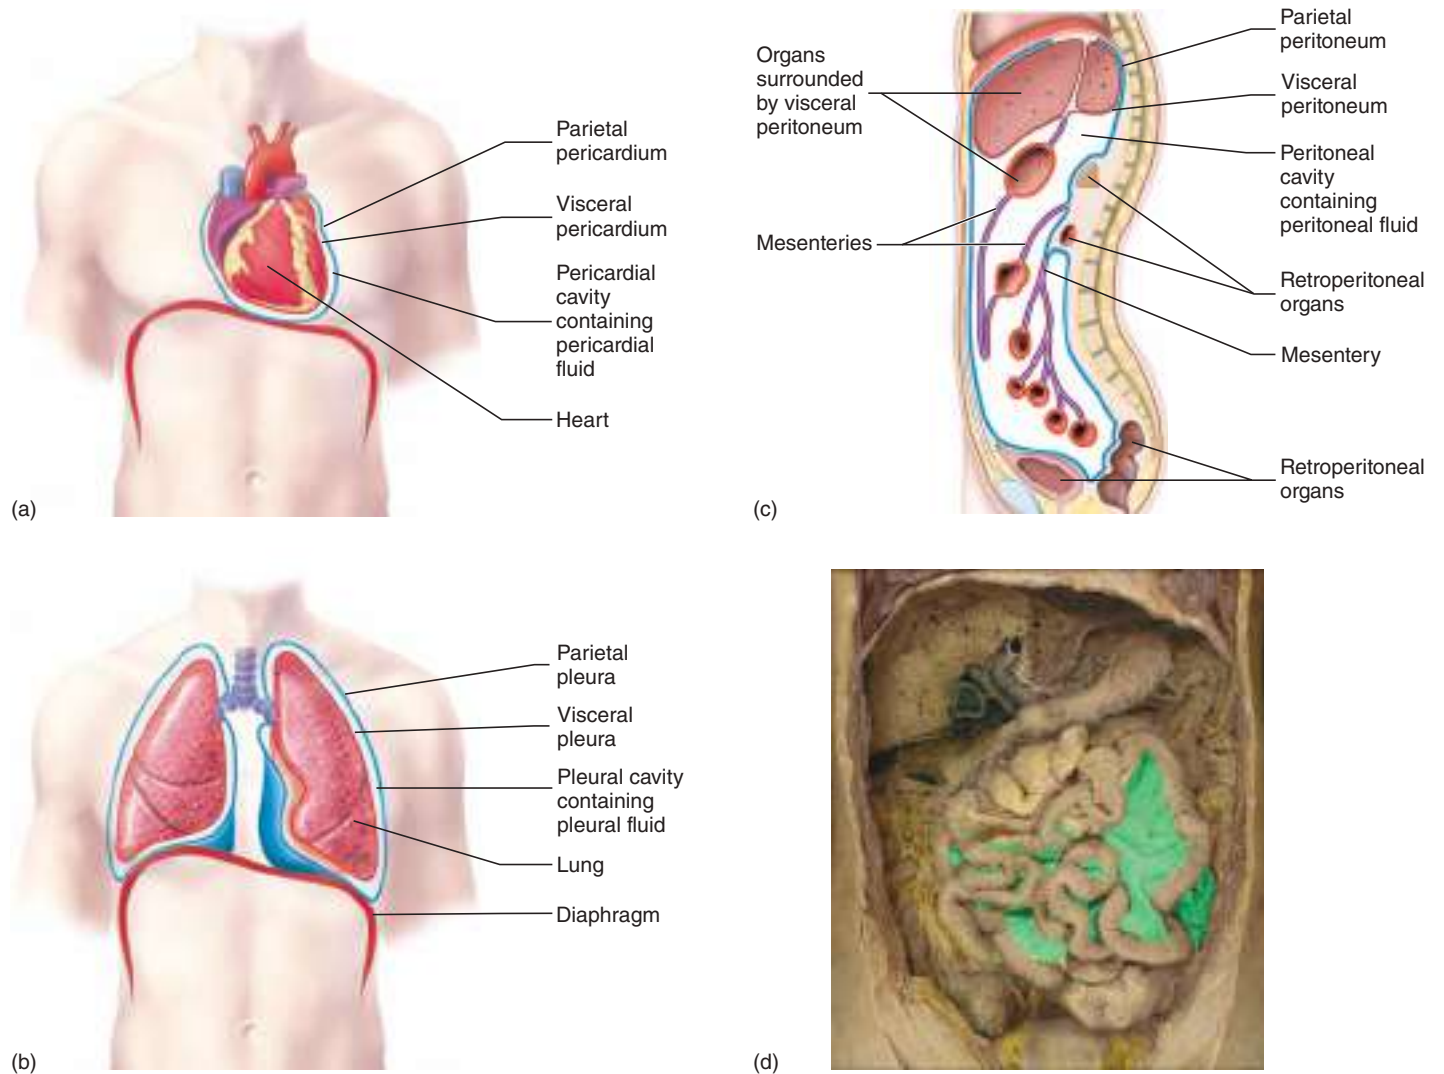 Parietal
pericardium
Visceral
pericardium
Pericardial
cavity
containing
pericardial
fluid
Heart
(a)
Parietal
pleura
Visceral
pleura
Pleural cavity
containing
pleural fluid
Lung
Diaphragm
(b)
Organs
surrounded
by visceral
peritoneum
Mesenteries
Parietal
peritoneum
Visceral
peritoneum
Peritoneal
cavity
containing
peritoneal fluid
Retroperitoneal
organs
Mesentery
Retroperitoneal
organs
(c)
(d)